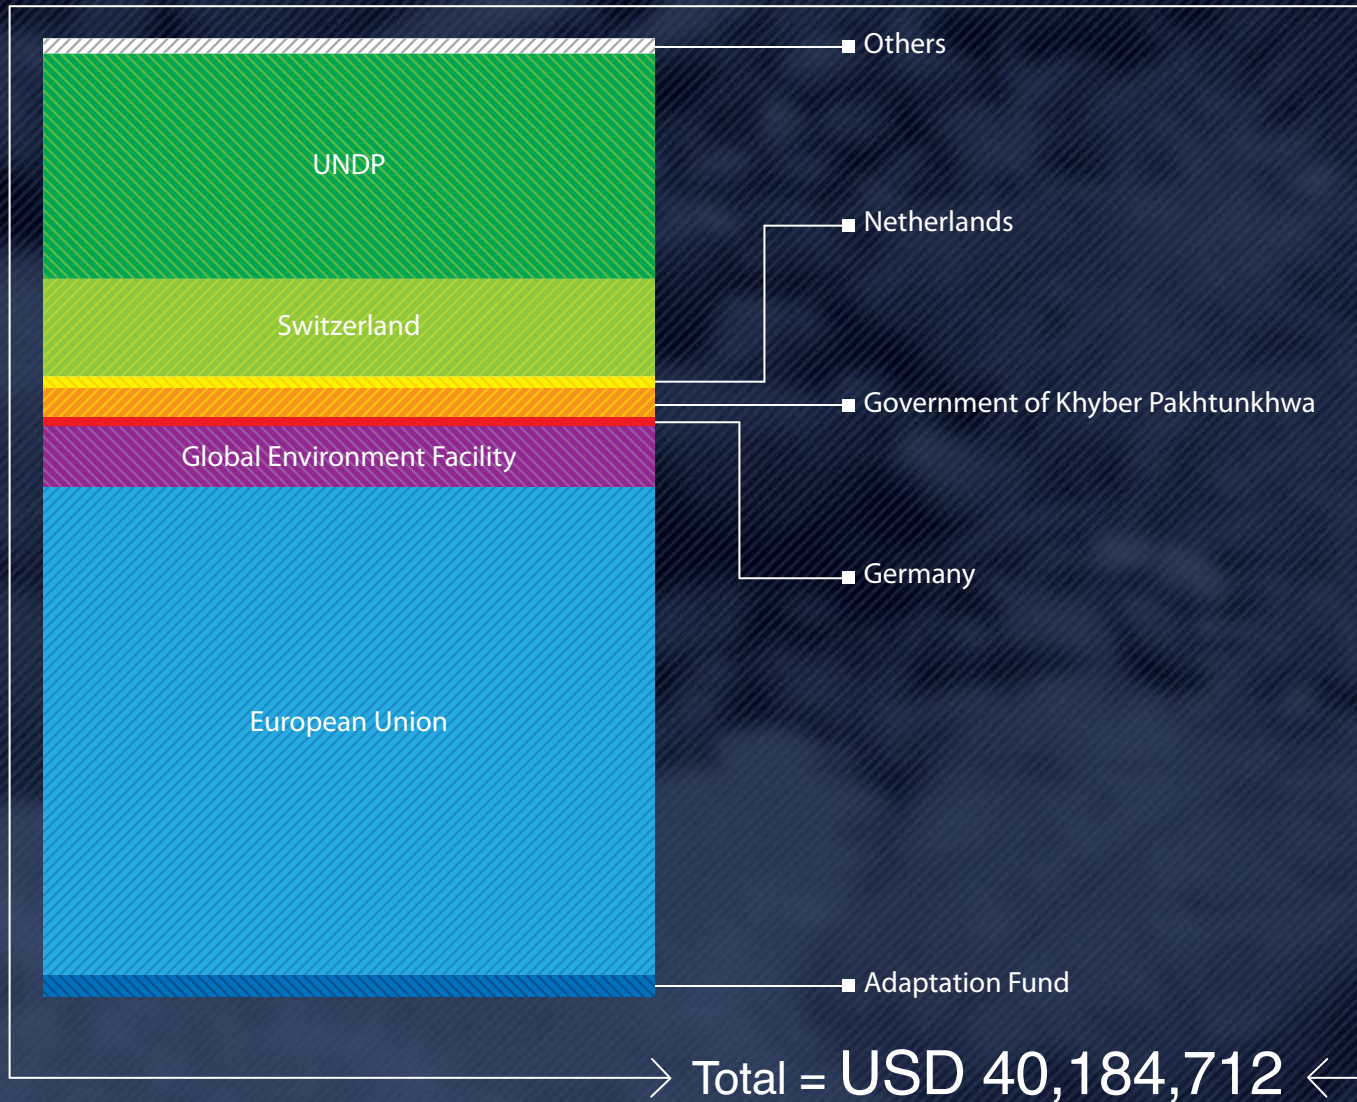 Others
UNDP
Netherlands
Switzerland
Government of Khyber Pakhtunkhwa
Global Environment Facility
Germany
European Union
Adaptation Fund
Total = USD 40,184,712